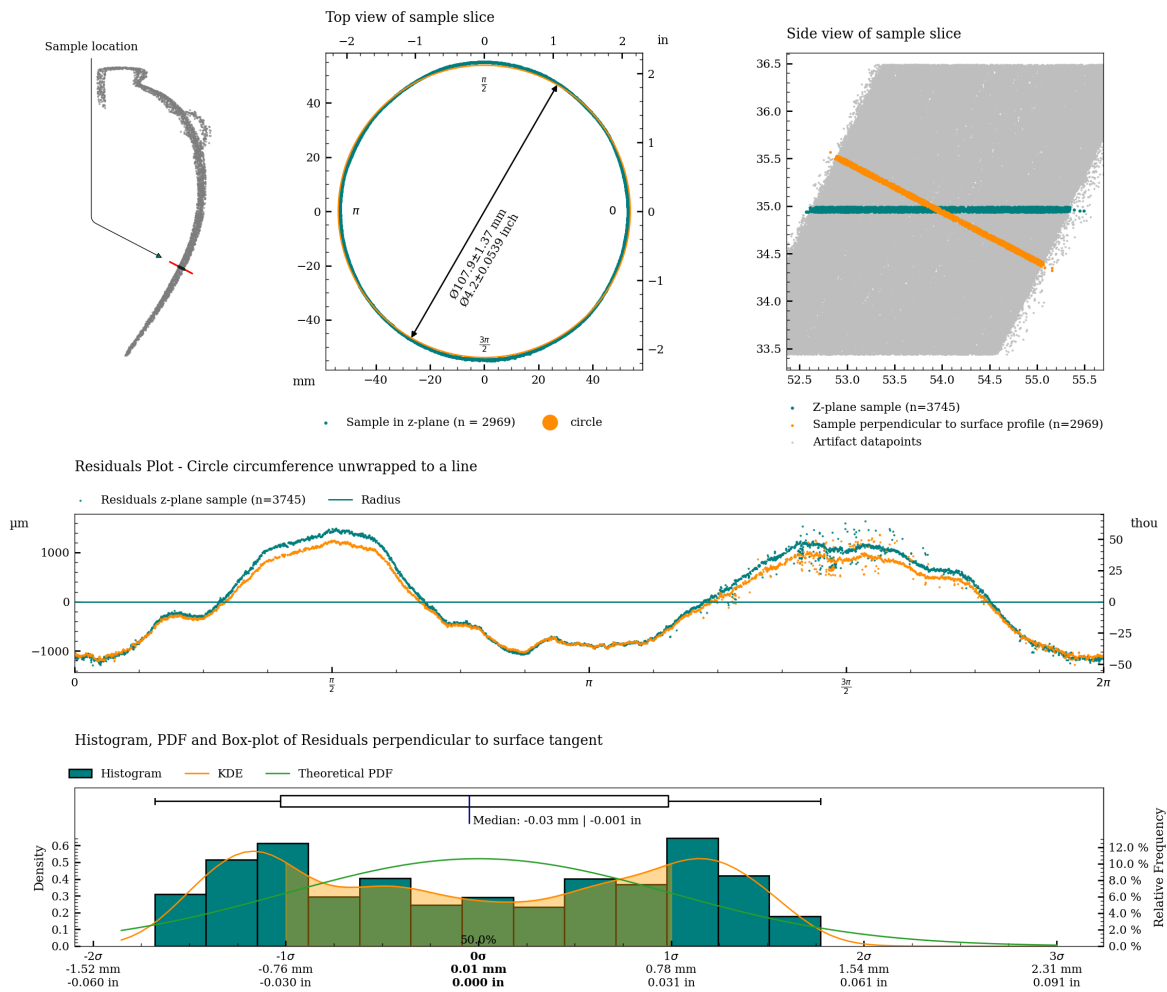 Top view of sample slice
Sample location
−2 −1 0 1 2 in
Side view of sample slice
π/2
40
20
0
−20
−40
π
0
3π/2
Ø107.9±1.37 mm
Ø4.2±0.0539 inch
2
1
0
−1
−2
mm
−40 −20 0 20 40
36.5
36.0
35.5
35.0
34.5
34.0
33.5
52.5 53.0 53.5 54.0 54.5 55.0 55.5
Sample in z-plane (n = 2969)
circle
Z-plane sample (n=3745)
Sample perpendicular to surface profile (n=2969)
Artifact datapoints
Residuals Plot - Circle circumference unwrapped to a line
Residuals z-plane sample (n=3745)
Radius
µm
thou
1000
0
−1000
50
25
0
−25
−50
0 π/2 π 3π/2 2π
Histogram, PDF and Box-plot of Residuals perpendicular to surface tangent
Histogram
KDE
Theoretical PDF
Median: -0.03 mm | -0.001 in
Density
0.6
0.5
0.4
0.3
0.2
0.1
0.0
50.0%
12.0 %
10.0 %
8.0 %
6.0 %
4.0 %
2.0 %
0.0 %
Relative Frequency
-2σ -1σ 0σ 1σ 2σ 3σ
-1.52 mm -0.76 mm 0.01 mm 0.78 mm 1.54 mm 2.31 mm
-0.060 in -0.030 in 0.000 in 0.031 in 0.061 in 0.091 in